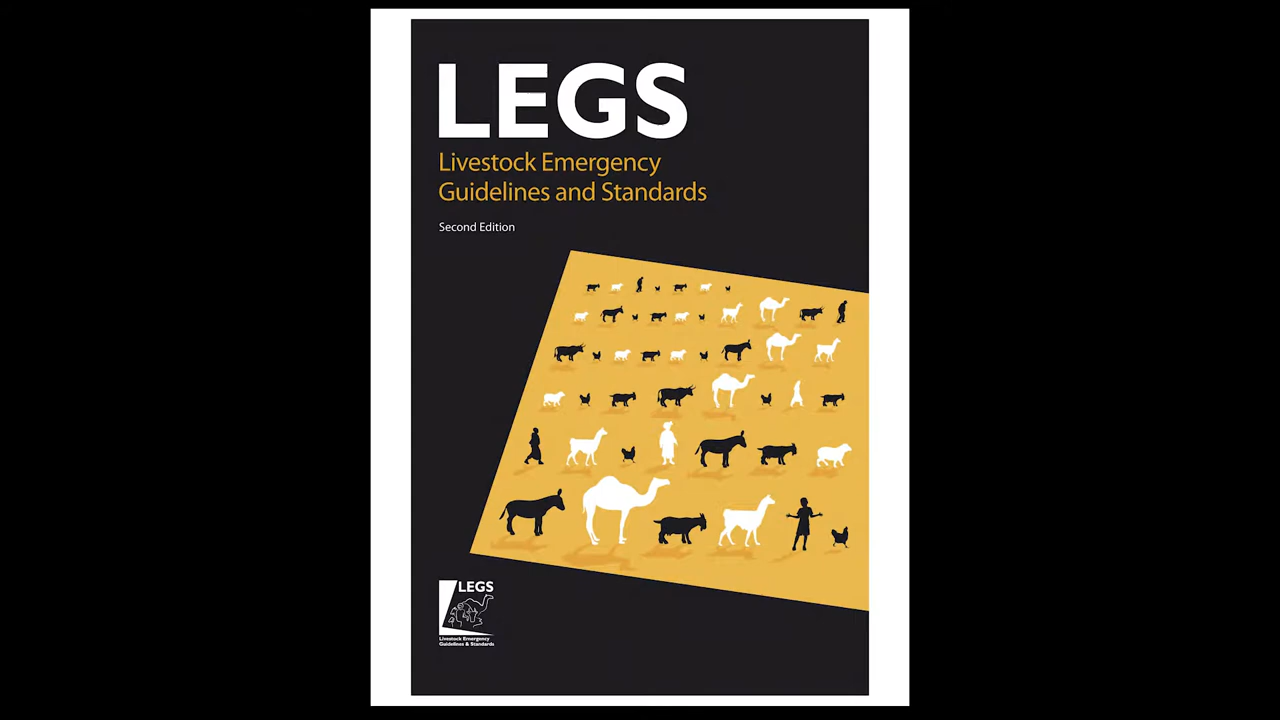 LEGS
Livestock Emergency
Guidelines and Standards
Second Edition
LEGS
Livestock Emergency
Guidelines & Standards